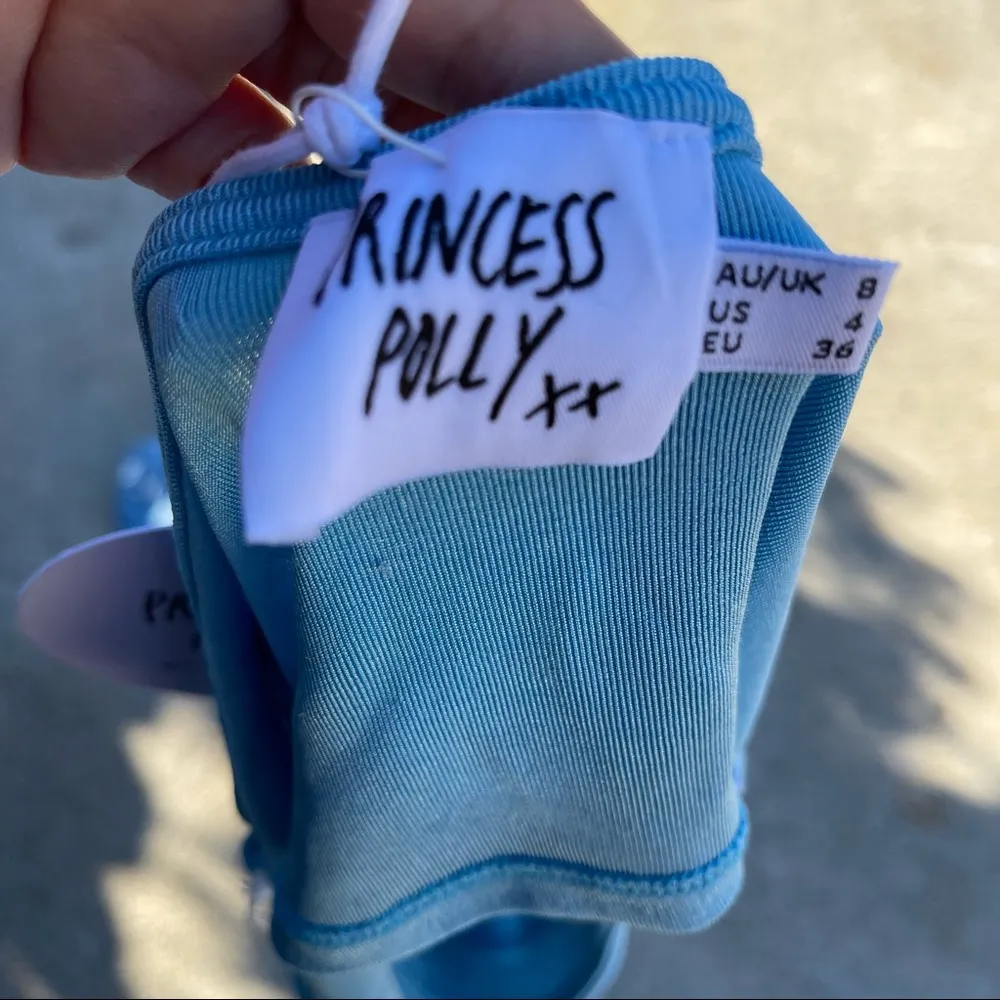 PRINCESS
POLLY xx
AU/UK 8
US 4
EU 36